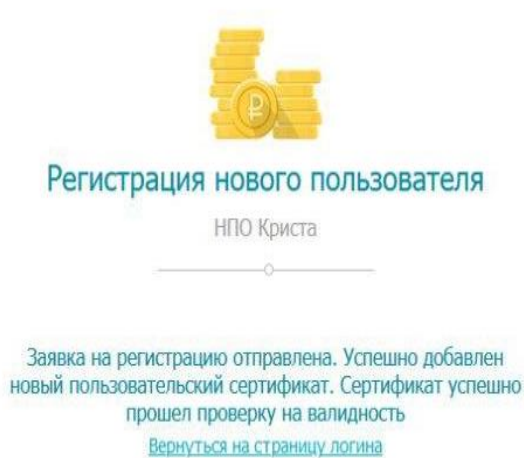 Регистрация нового пользователя
НПО Криста
Заявка на регистрацию отправлена. Успешно добавлен
новый пользовательский сертификат. Сертификат успешно
прошел проверку на валидность
Вернуться на страницу логина